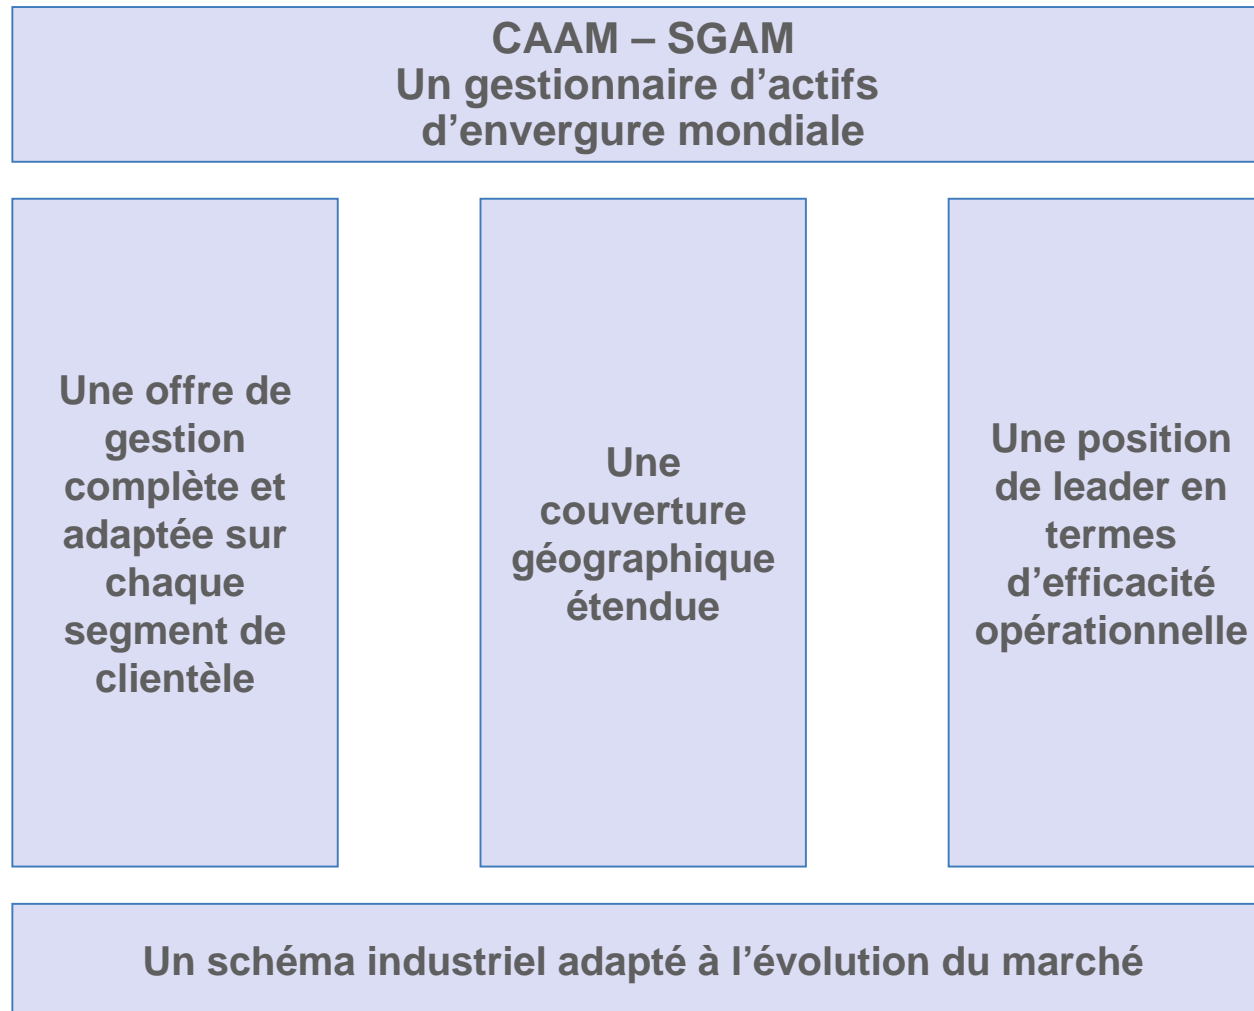 CAAM – SGAM
Un gestionnaire d’actifs
d’envergure mondiale
Une offre de
gestion
complète et
adaptée sur
chaque
segment de
clientèle
Une
couverture
géographique
étendue
Une position
de leader en
termes
d’efficacité
opérationnelle
Un schéma industriel adapté à l’évolution du marché